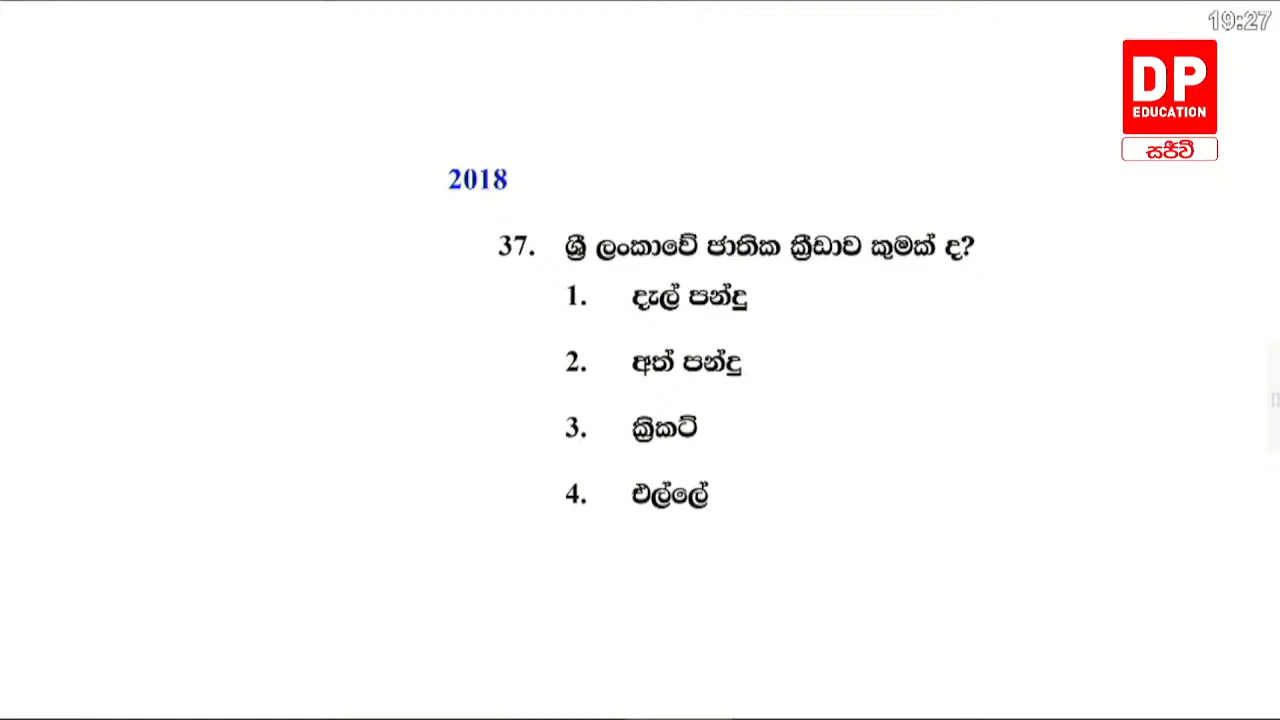 19:27
DP
EDUCATION
සජීවී
2018
37. ශ්‍රී ලංකාවේ ජාතික ක්‍රීඩාව කුමක් ද?
1. දැල් පන්දු
2. අත් පන්දු
3. ක්‍රිකට්
4. එල්ලේ